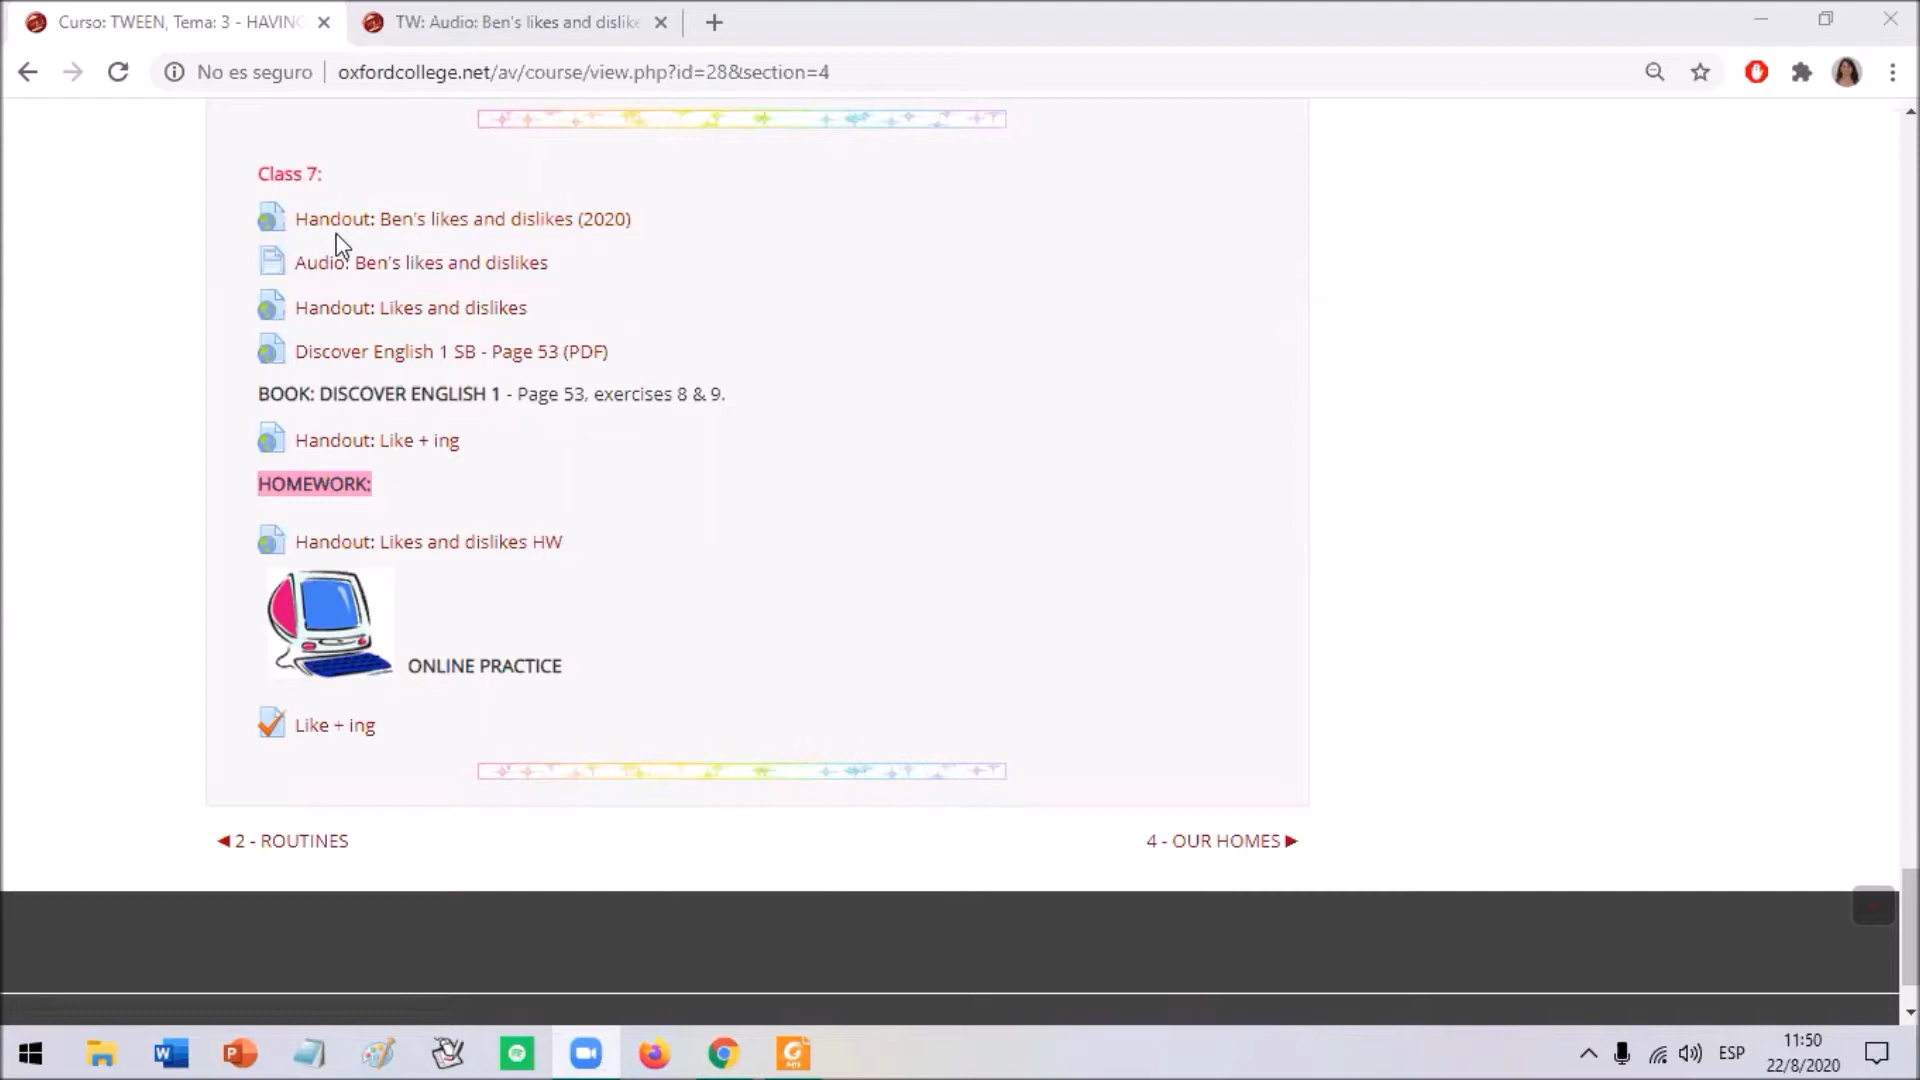 Curso: TWEEN, Tema: 3 - HAVING
TW: Audio: Ben's likes and dislike
No es seguro
oxfordcollege.net/av/course/view.php?id=28&section=4
Class 7:
Handout: Ben's likes and dislikes (2020)
Audio: Ben's likes and dislikes
Handout: Likes and dislikes
Discover English 1 SB - Page 53 (PDF)
BOOK: DISCOVER ENGLISH 1 - Page 53, exercises 8 & 9.
Handout: Like + ing
HOMEWORK:
Handout: Likes and dislikes HW
ONLINE PRACTICE
Like + ing
◀ 2 - ROUTINES
4 - OUR HOMES ▶
ESP
11:50
22/8/2020